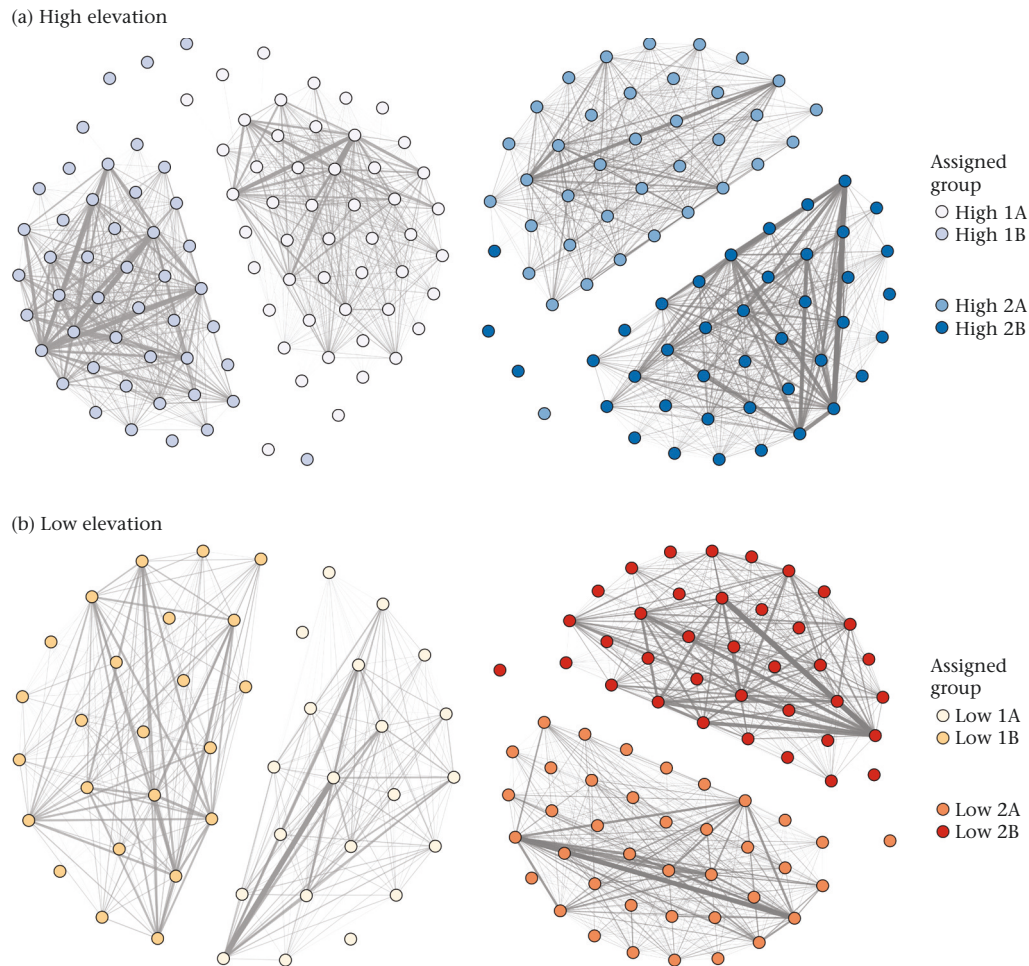 (a) High elevation
Assigned
group
High 1A
High 1B
High 2A
High 2B
(b) Low elevation
Assigned
group
Low 1A
Low 1B
Low 2A
Low 2B